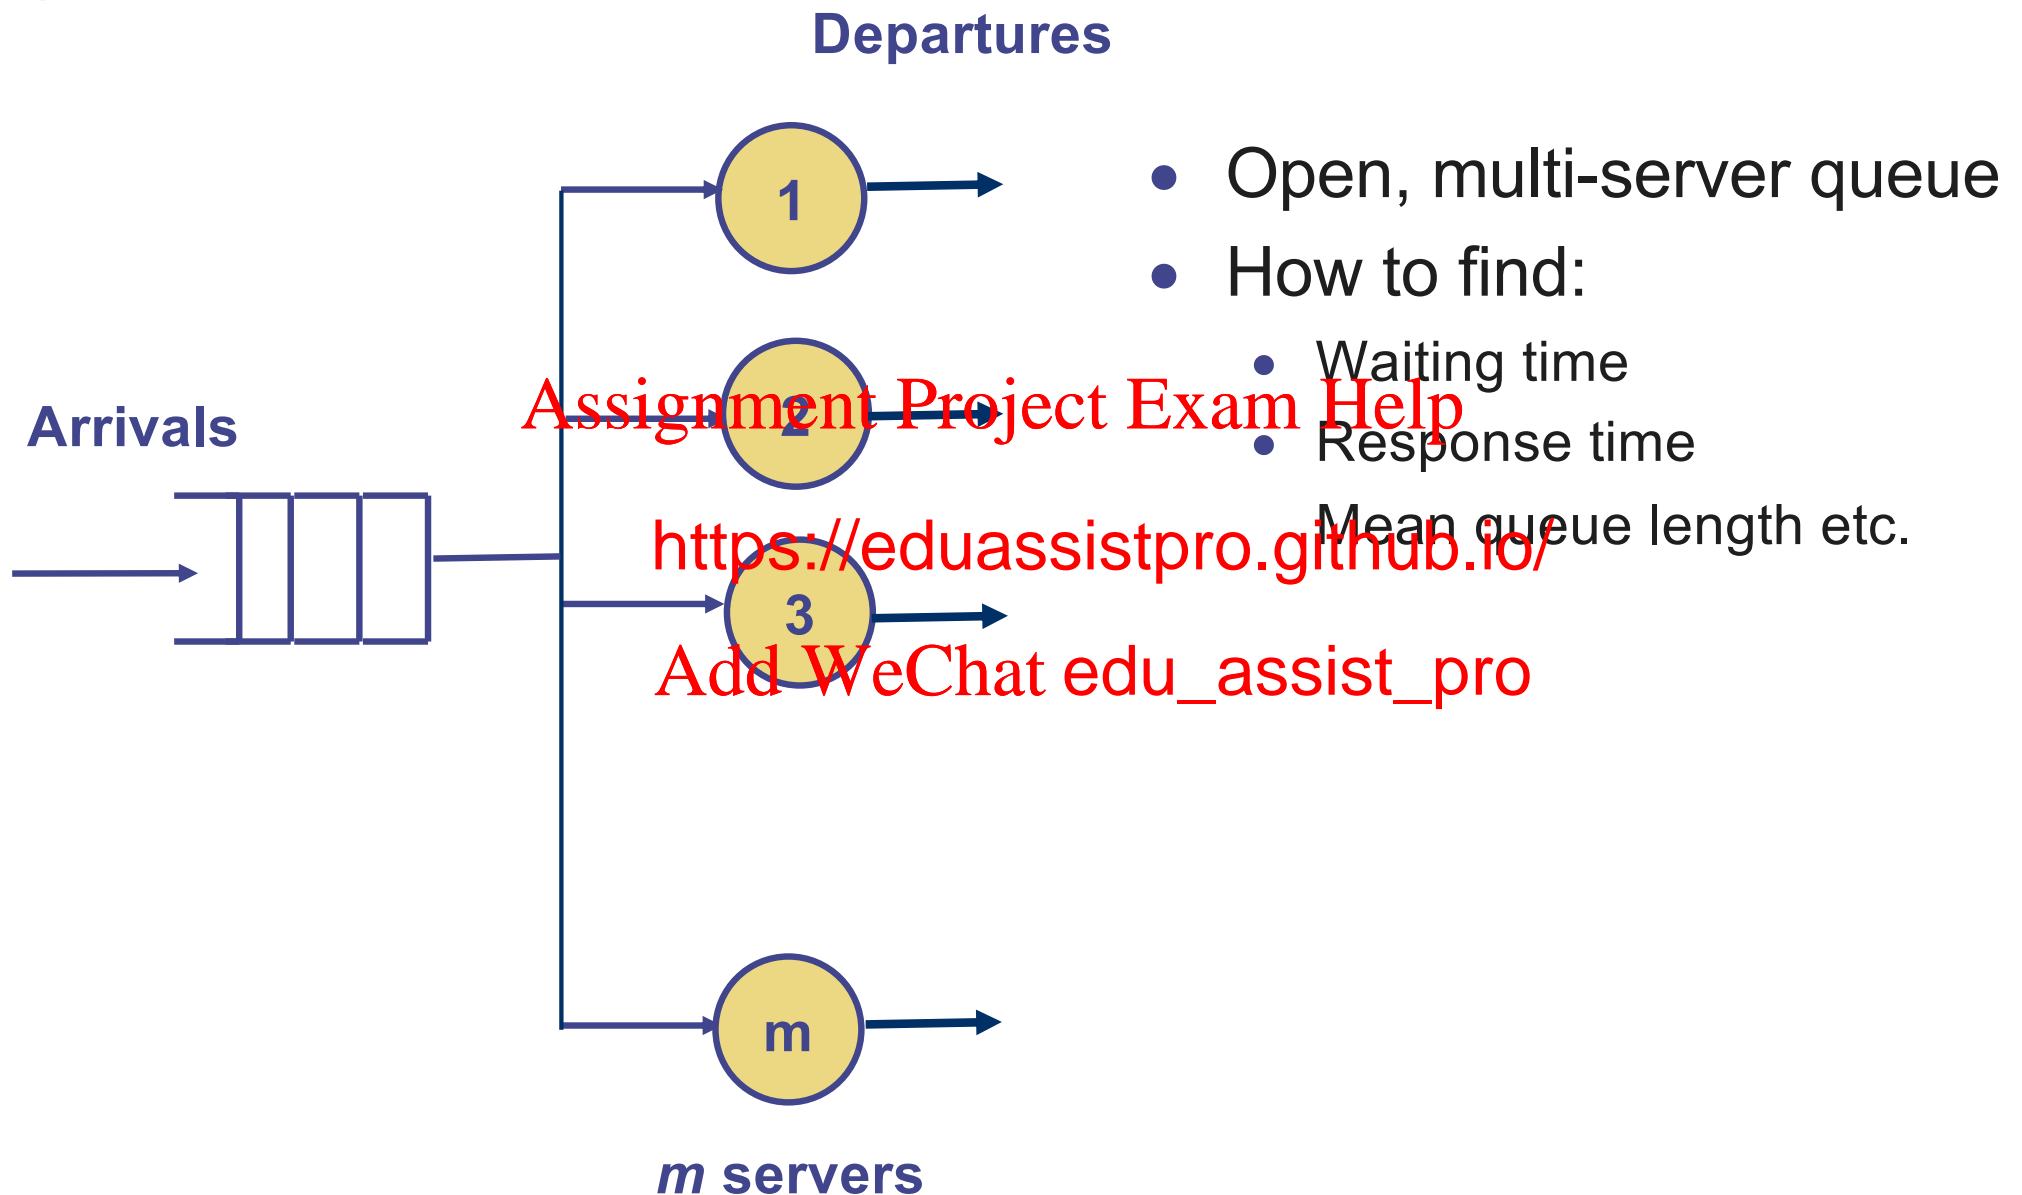 Departures
1
2
3
m
Arrivals
m servers
Open, multi-server queue
How to find:
Waiting time
Response time
Mean queue length etc.
Assignment Project Exam Help
https://eduassistpro.github.io/
Add WeChat edu_assist_pro